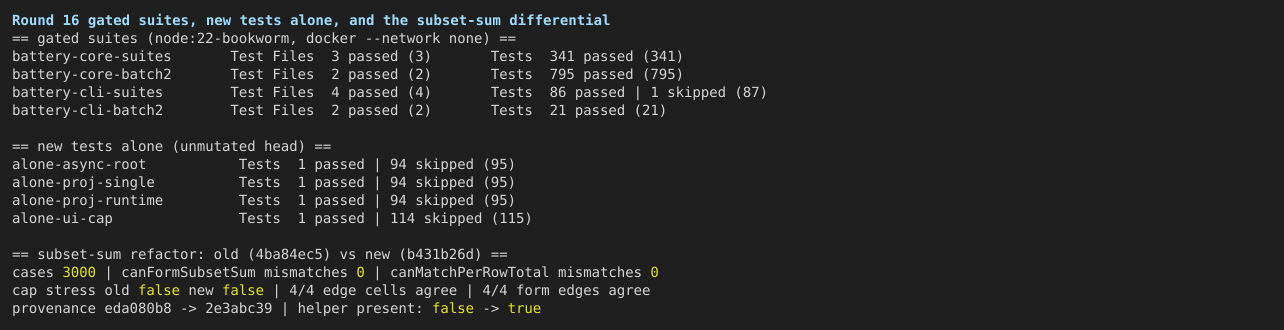 Round 16 gated suites, new tests alone, and the subset-sum differential
== gated suites (node:22-bookworm, docker --network none) ==
battery-core-suites Test Files 3 passed (3) Tests 341 passed (341)
battery-core-batch2 Test Files 2 passed (2) Tests 795 passed (795)
battery-cli-suites Test Files 4 passed (4) Tests 86 passed | 1 skipped (87)
battery-cli-batch2 Test Files 2 passed (2) Tests 21 passed (21)
== new tests alone (unmutated head) ==
alone-async-root Tests 1 passed | 94 skipped (95)
alone-proj-single Tests 1 passed | 94 skipped (95)
alone-proj-runtime Tests 1 passed | 94 skipped (95)
alone-ui-cap Tests 1 passed | 114 skipped (115)
== subset-sum refactor: old (4ba84ec5) vs new (b431b26d) ==
cases 3000 | canFormSubsetSum mismatches 0 | canMatchPerRowTotal mismatches 0
cap stress old false new false | 4/4 edge cells agree | 4/4 form edges agree
provenance eda080b8 -> 2e3abc39 | helper present: false -> true